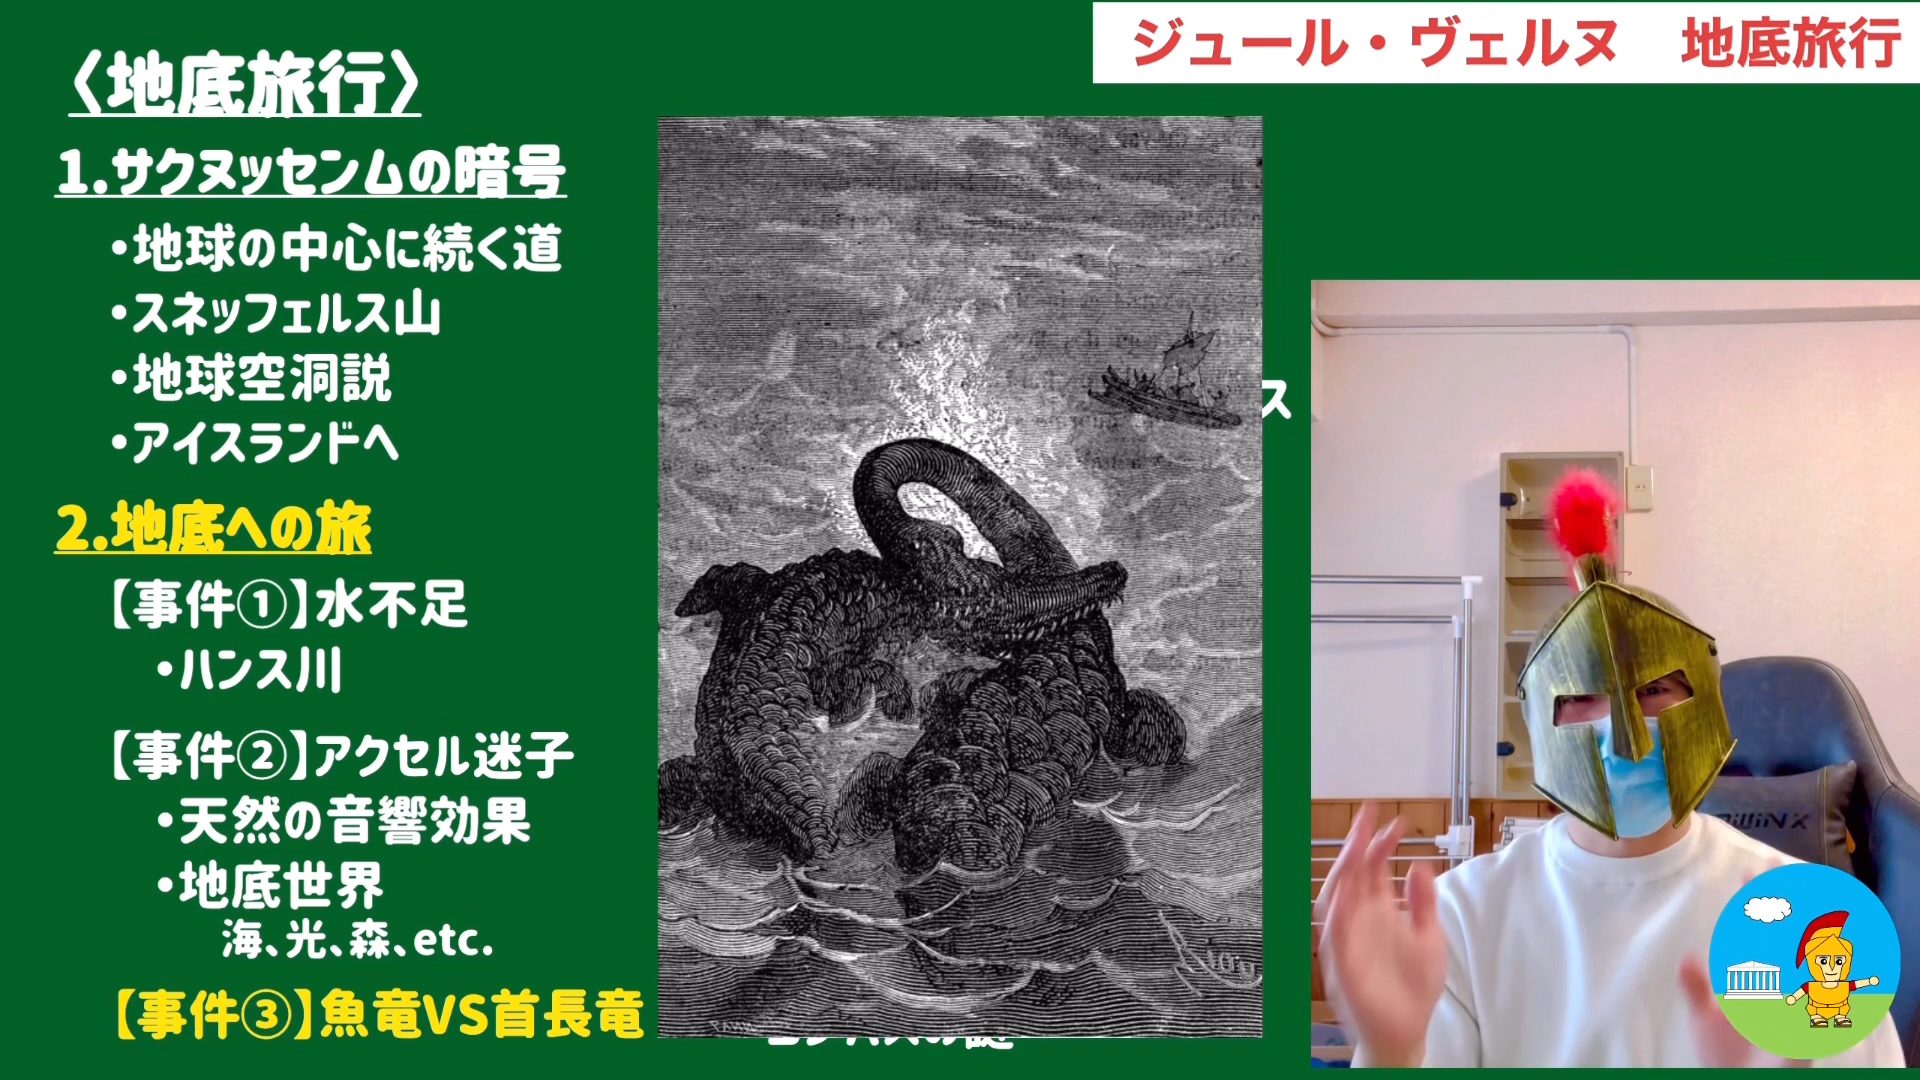 ジュール・ヴェルヌ 地底旅行
〈地底旅行〉
1.サクヌッセンムの暗号
・地球の中心に続く道
・スネッフェルス山
・地球空洞説
・アイスランドへ
2.地底への旅
【事件①】水不足
・ハンス川
【事件②】アクセル迷子
・天然の音響効果
・地底世界
海、光、森、etc.
【事件③】魚竜VS首長竜
ス
Riou